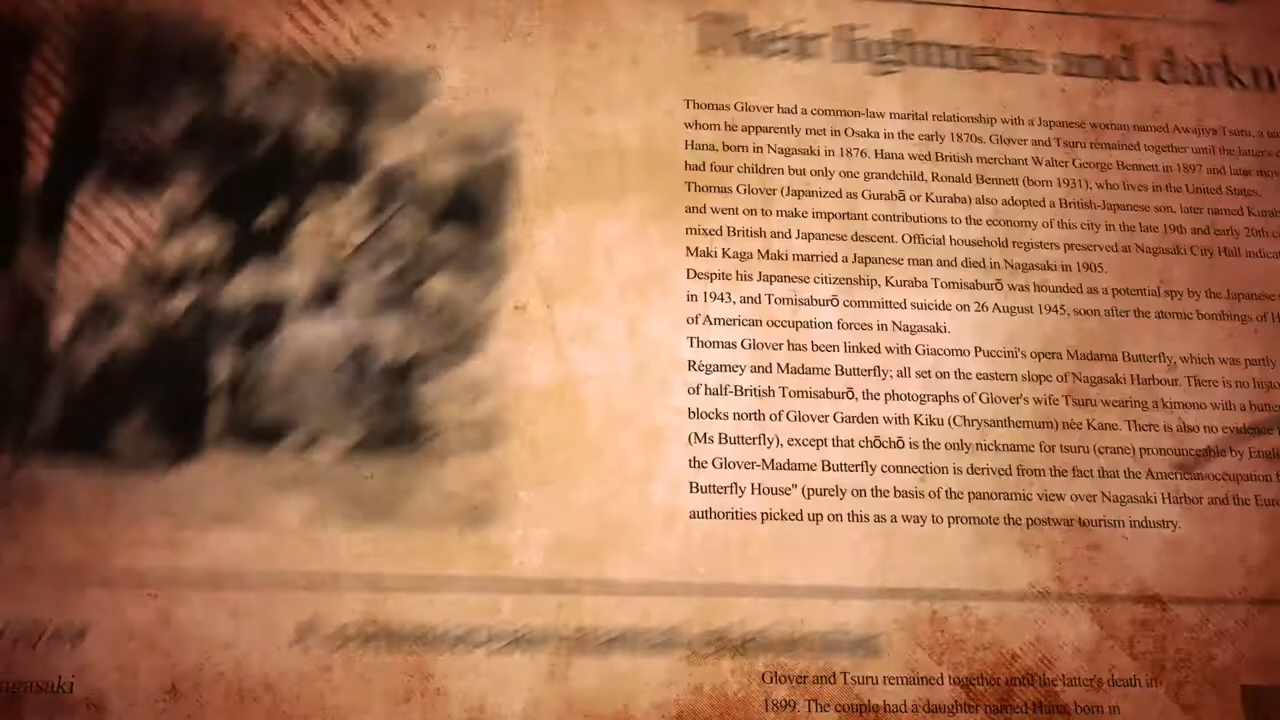 lightness and darkn
Thomas Glover had a common-law marital relationship with a Japanese woman named Awajiya Tsuru, a
whom he apparently met in Osaka in the early 1870s. Glover and Tsuru remained together until the latter's
Hana, born in Nagasaki in 1876. Hana wed British merchant Walter George Bennett in 1897 and later mov
had four children but only one grandchild, Ronald Bennett (born 1931), who lives in the United States.
Thomas Glover (Japanized as Gurabā or Kuraba) also adopted a British-Japanese son, later named Kurab
and went on to make important contributions to the economy of this city in the late 19th and early 20th c
mixed British and Japanese descent. Official household registers preserved at Nagasaki City Hall indica
Maki Kaga Maki married a Japanese man and died in Nagasaki in 1905.
Despite his Japanese citizenship, Kuraba Tomisaburō was hounded as a potential spy by the Japanese
in 1943, and Tomisaburō committed suicide on 26 August 1945, soon after the atomic bombings of H
of American occupation forces in Nagasaki.
Thomas Glover has been linked with Giacomo Puccini's opera Madama Butterfly, which was partly
Régamey and Madame Butterfly; all set on the eastern slope of Nagasaki Harbour. There is no histo
of half-British Tomisaburō, the photographs of Glover's wife Tsuru wearing a kimono with a butte
blocks north of Glover Garden with Kiku (Chrysanthemum) née Kane. There is also no evidence
(Ms Butterfly), except that chōchō is the only nickname for tsuru (crane) pronounceable by Engli
the Glover-Madame Butterfly connection is derived from the fact that the American occupation f
Butterfly House" (purely on the basis of the panoramic view over Nagasaki Harbor and the Eur
authorities picked up on this as a way to promote the postwar tourism industry.
agasaki
Glover and Tsuru remained together until the latter's death in
1899. The couple had a daughter named Hana, born in